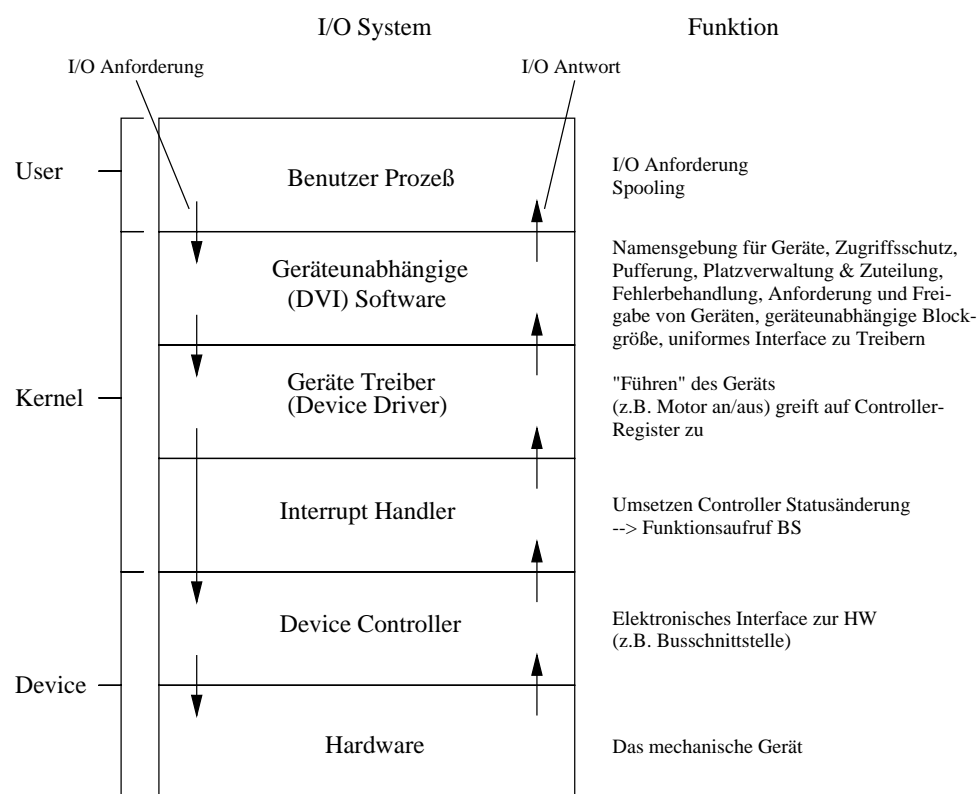 I/O System
Funktion
I/O Anforderung
I/O Antwort
User
Benutzer Prozeß
I/O Anforderung
Spooling
Geräteunabhängige
(DVI) Software
Namensgebung für Geräte, Zugriffsschutz,
Pufferung, Platzverwaltung & Zuteilung,
Fehlerbehandlung, Anforderung und Frei-
gabe von Geräten, geräteunabhängige Block-
größe, uniformes Interface zu Treibern
Kernel
Geräte Treiber
(Device Driver)
"Führen" des Geräts
(z.B. Motor an/aus) greift auf Controller-
Register zu
Interrupt Handler
Umsetzen Controller Statusänderung
--> Funktionsaufruf BS
Device Controller
Elektronisches Interface zur HW
(z.B. Busschnittstelle)
Device
Hardware
Das mechanische Gerät